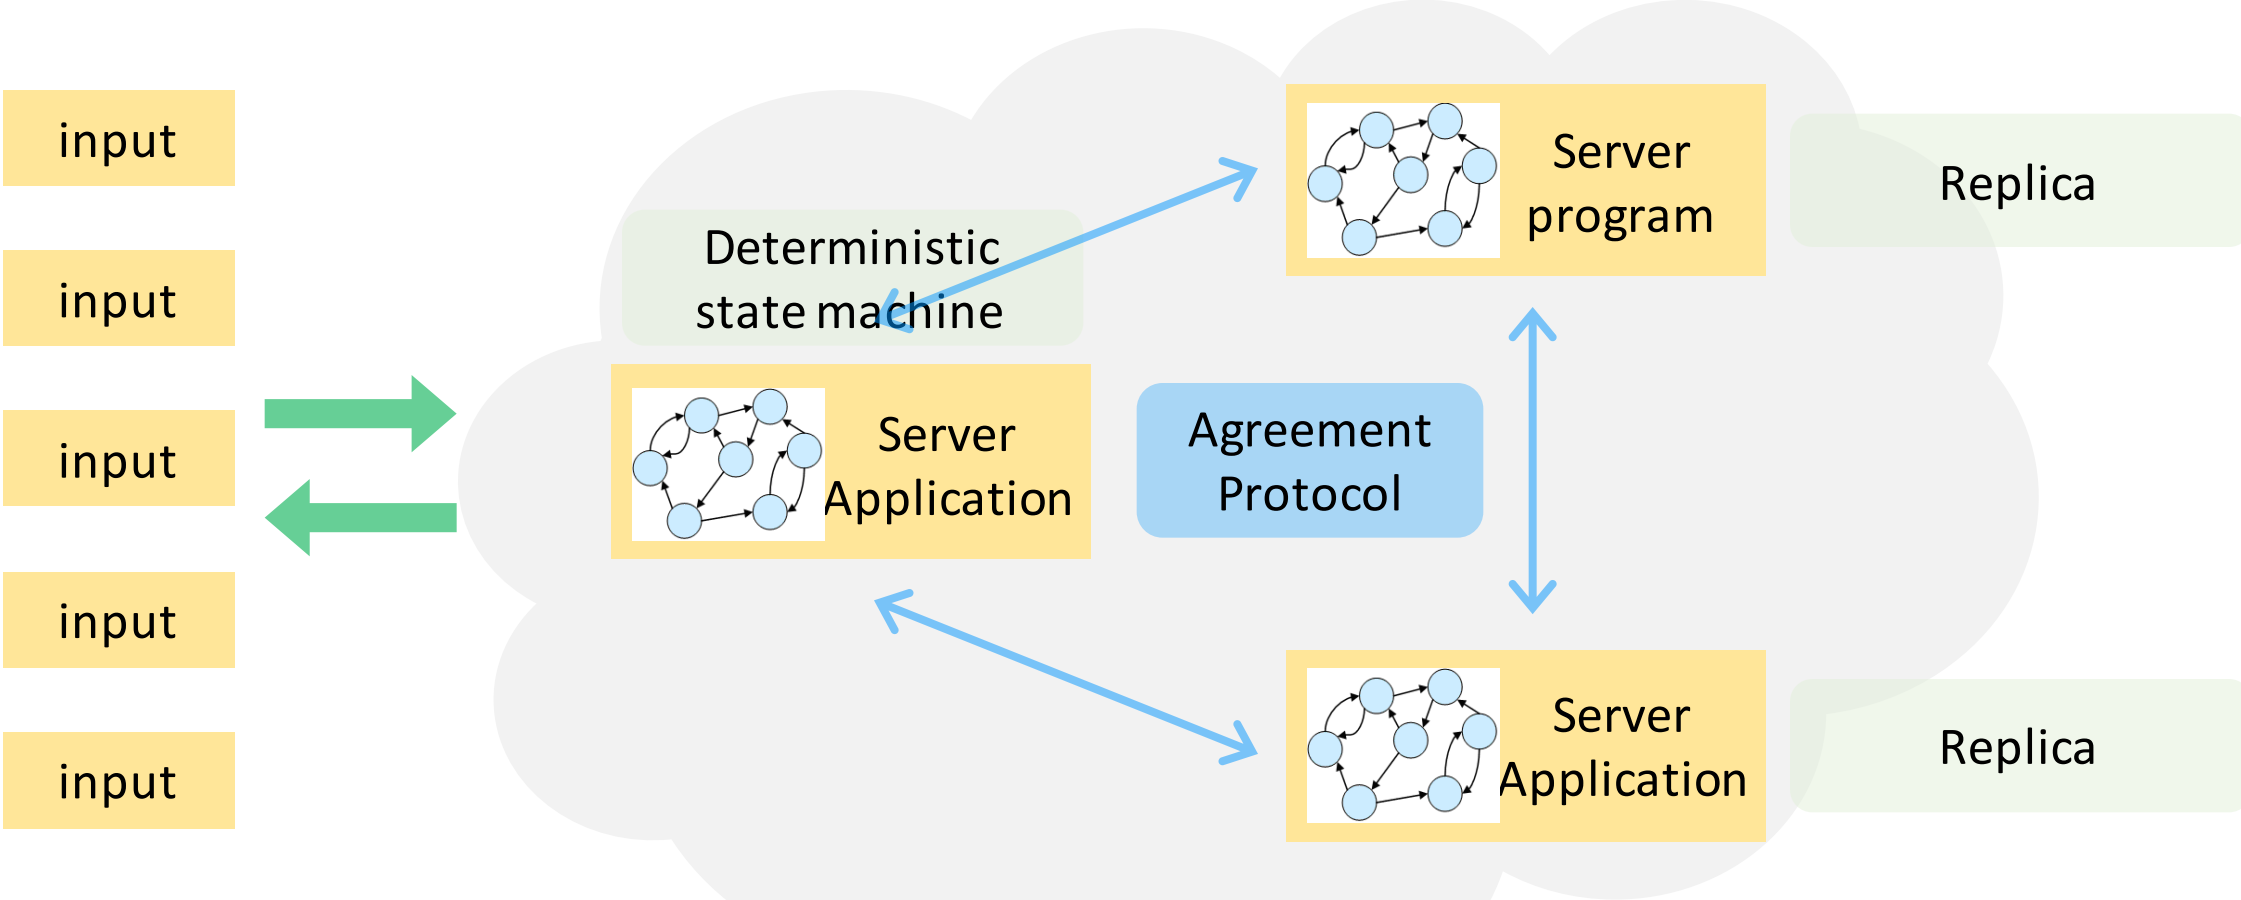 input
input
input
input
input
Deterministic
state machine
Server
Application
Agreement
Protocol
Server
program
Replica
Server
Application
Replica